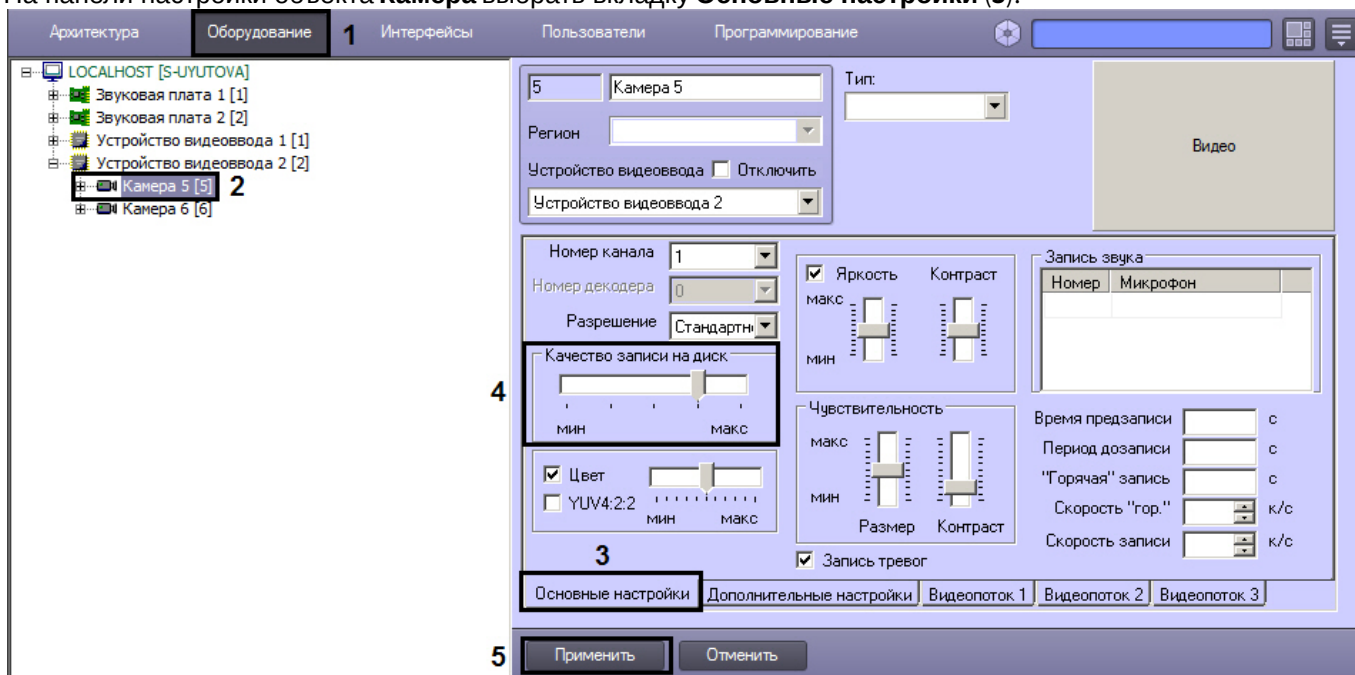 На панели настройки объекта Камера выбрать вкладку Основные настройки (3).
Архитектура Оборудование 1 Интерфейсы Пользователи Программирование
LOCALHOST [S-UYUTOVA]
Звуковая плата 1 [1]
Звуковая плата 2 [2]
Устройство видеоввода 1 [1]
Устройство видеоввода 2 [2]
Камера 5 [5] 2
Камера 6 [6]
5 Камера 5
Тип:
Регион
Устройство видеоввода Отключить
Устройство видеоввода 2
Видео
Номер канала 1
Номер декодера 0
Разрешение Стандартн
Качество записи на диск
4
мин макс
Цвет
YUV4:2:2
мин макс
3
Яркость Контраст
макс
мин
Чувствительность
макс
мин
Размер Контраст
Запись тревог
Запись звука
Номер Микрофон
Время предзаписи с
Период дозаписи с
"Горячая" запись с
Скорость "гор." к/с
Скорость записи к/с
Основные настройки Дополнительные настройки Видеопоток 1 Видеопоток 2 Видеопоток 3
5 Применить Отменить